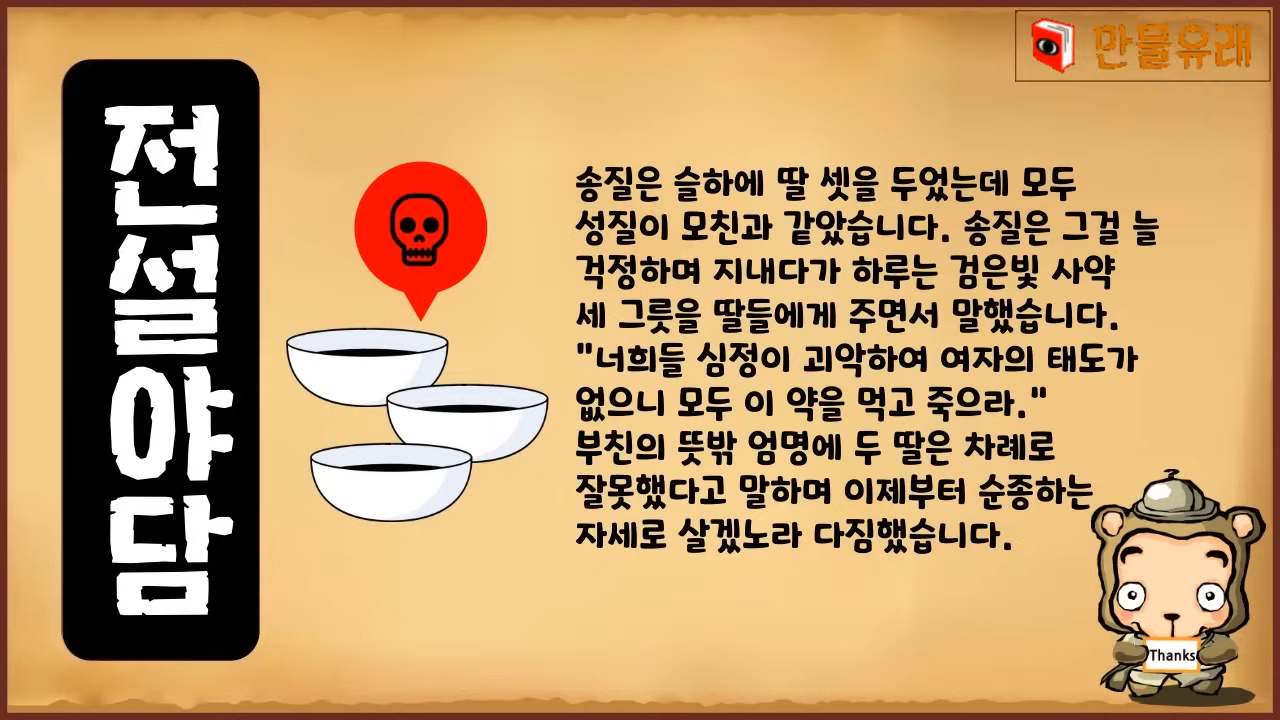 만물유래
전설야담
송질은 슬하에 딸 셋을 두었는데 모두
성질이 모친과 같았습니다. 송질은 그걸 늘
걱정하며 지내다가 하루는 검은빛 사약
세 그릇을 딸들에게 주면서 말했습니다.
"너희들 심정이 괴악하여 여자의 태도가
없으니 모두 이 약을 먹고 죽으라."
부친의 뜻밖 엄명에 두 딸은 차례로
잘못했다고 말하며 이제부터 순종하는
자세로 살겠노라 다짐했습니다.
Thanks